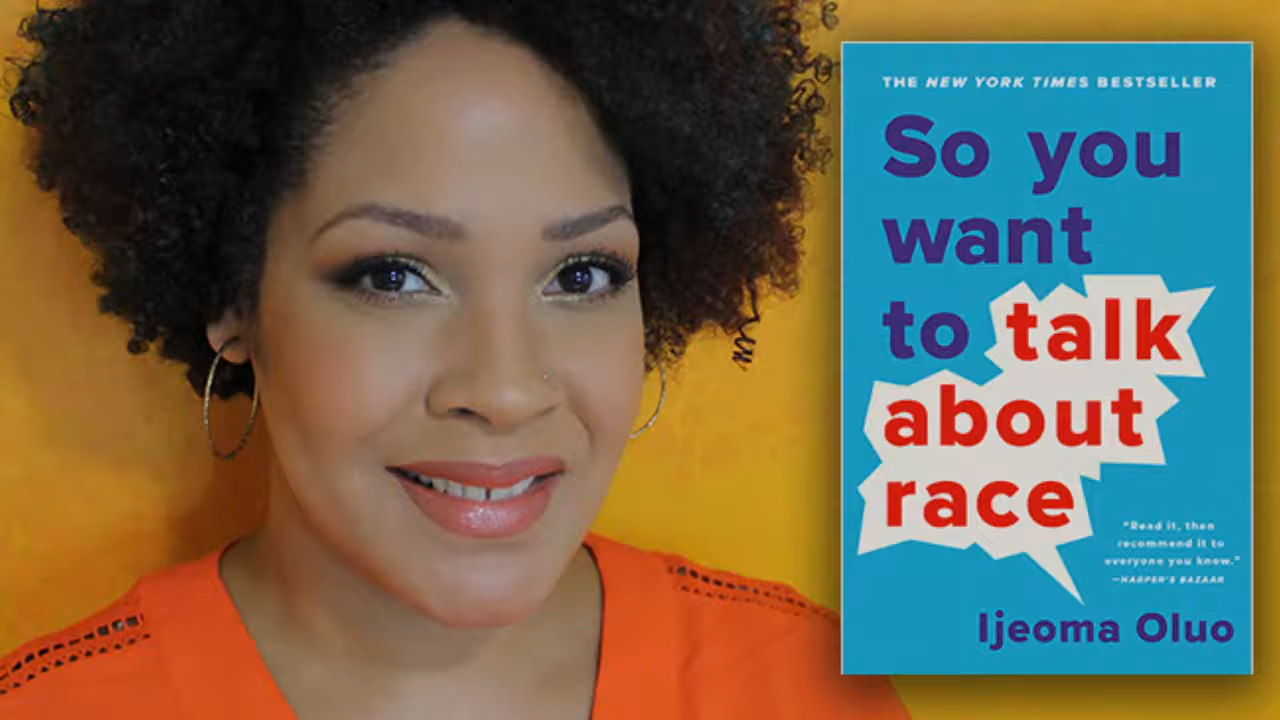 THE NEW YORK TIMES BESTSELLER
So you
want
to talk
about
race
"Read it, then
recommend it to
everyone you know."
—HARPER'S BAZAAR
Ijeoma Oluo